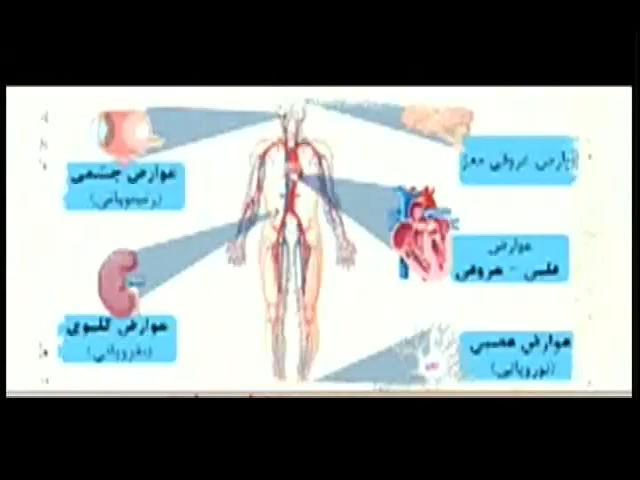 عوارض عروقی مغز
عوارض چشمی
(رتینوپاتی)
عوارض
قلبی - عروقی
عوارض کلیوی
(نفروپاتی)
عوارض عصبی
(نوروپاتی)